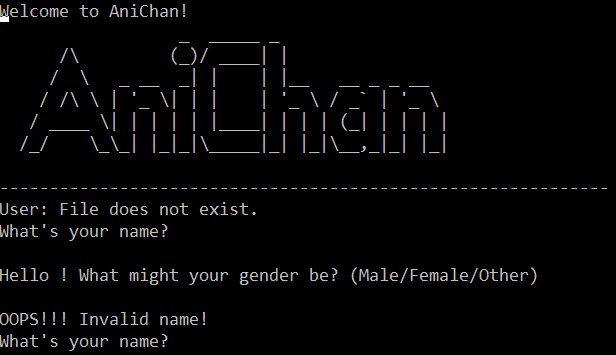 Welcome to AniChan!
AniChan
------------------------------------------------------------
User: File does not exist.
What's your name?
Hello ! What might your gender be? (Male/Female/Other)
OOPS!!! Invalid name!
What's your name?